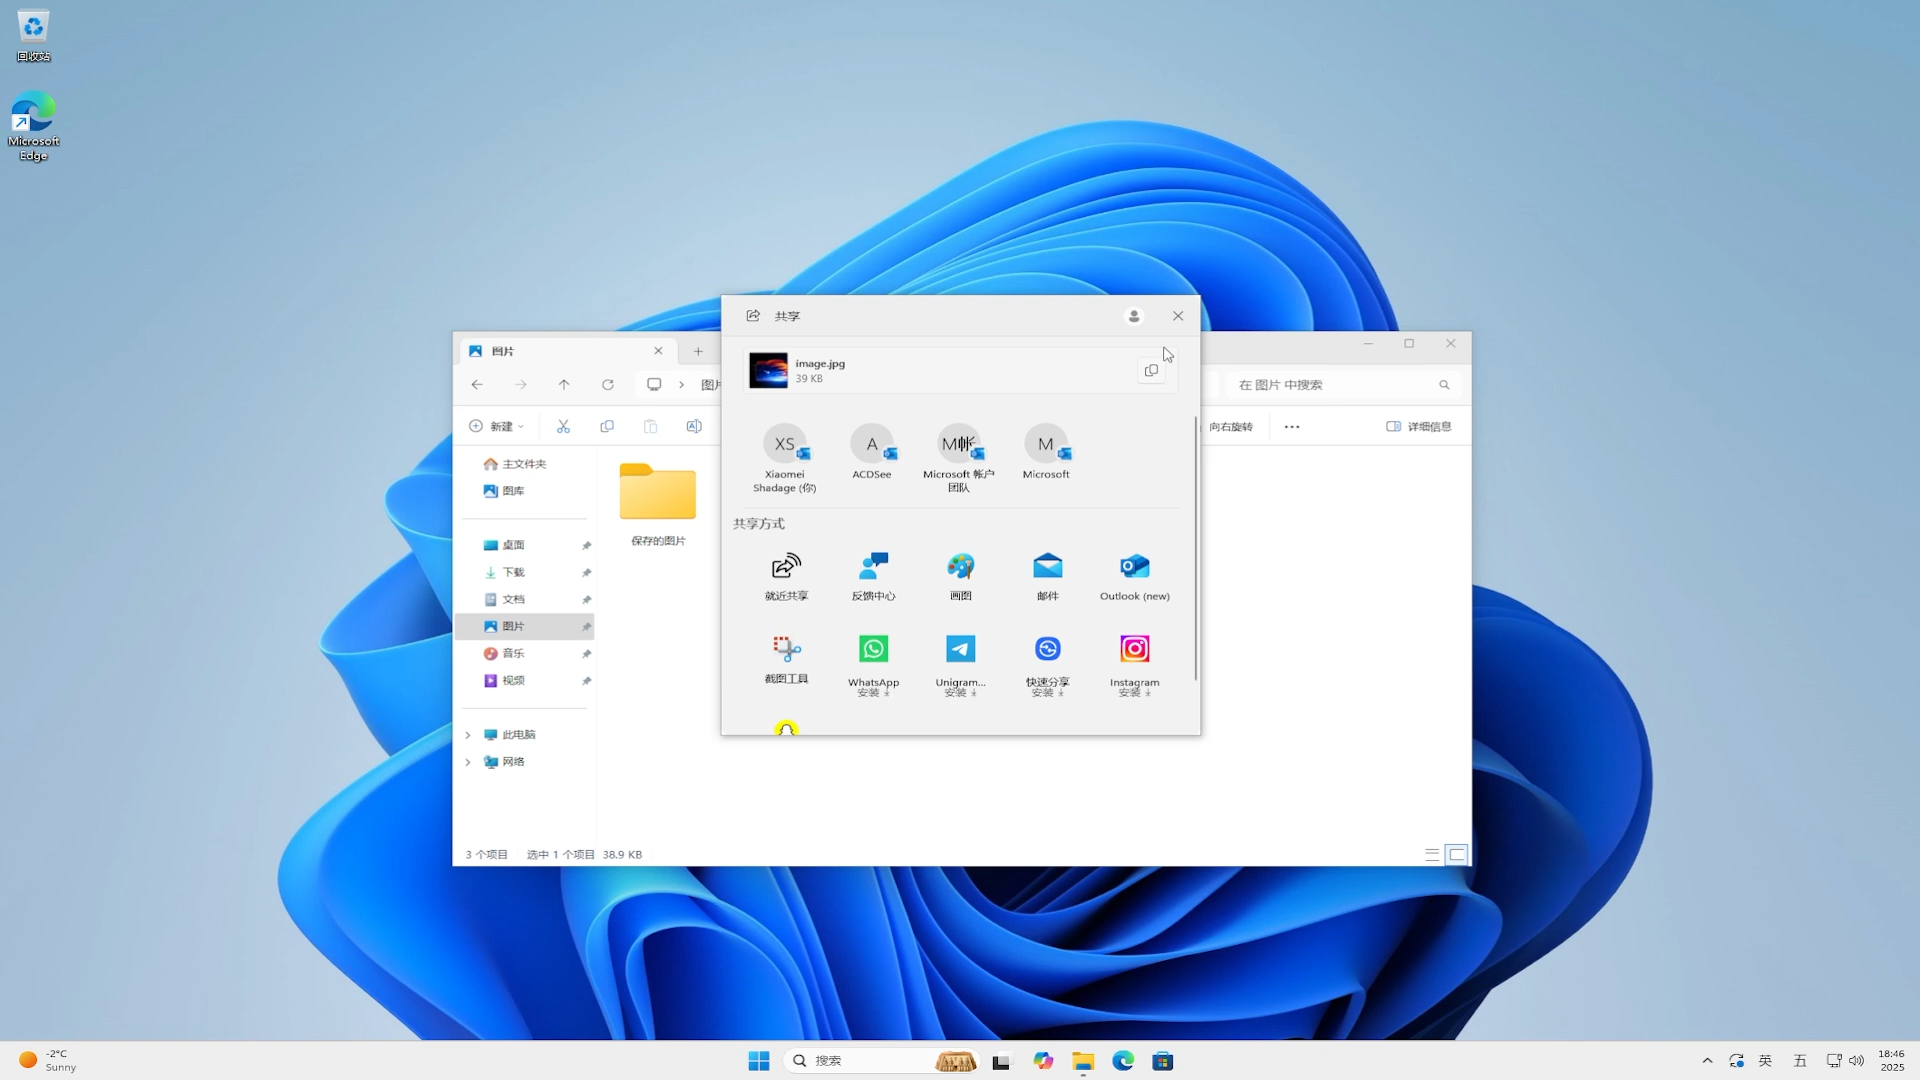 回收站
Microsoft
Edge
图片
图片
在 图片 中搜索
新建
向右旋转
详细信息
主文件夹
图库
桌面
下载
文档
图片
音乐
视频
此电脑
网络
保存的图片
3 个项目
选中 1 个项目 38.9 KB
共享
image.jpg
39 KB
XS
A
M帐
M
Xiaomei
Shadage (你)
ACDSee
Microsoft 帐户
团队
Microsoft
共享方式
就近共享
反馈中心
画图
邮件
Outlook (new)
截图工具
WhatsApp
安装
Unigram...
安装
快速分享
安装
Instagram
安装
-2°C
Sunny
搜索
英
五
18:46
2025